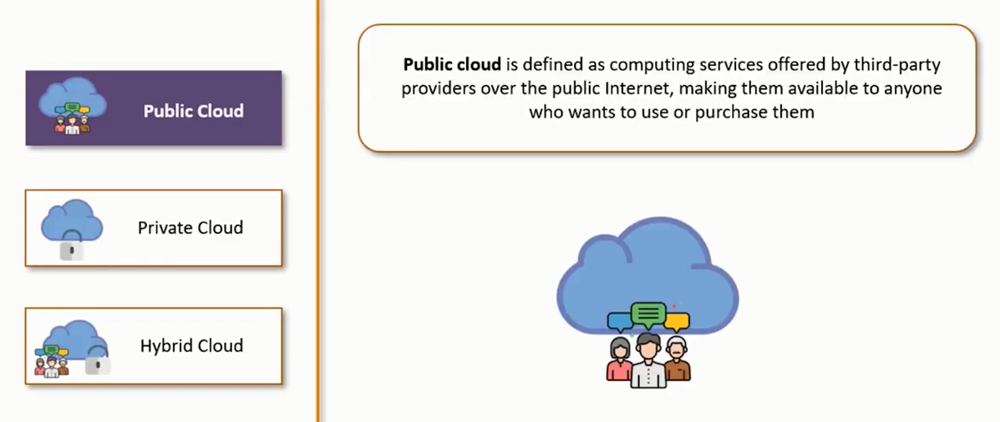 Public Cloud
Private Cloud
Hybrid Cloud
Public cloud is defined as computing services offered by third-party
providers over the public Internet, making them available to anyone
who wants to use or purchase them